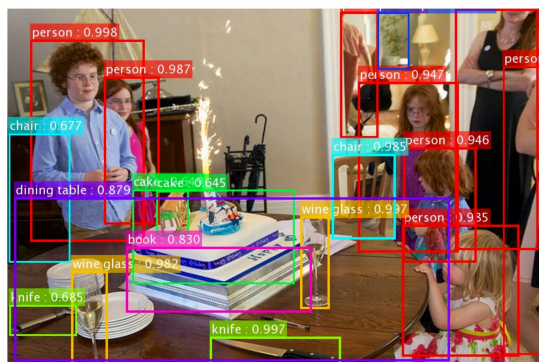 person : 0.998
person : 0.987
person : 0.947
person
chair : 0.677
chair : 0.985
person : 0.946
cake
cake : 0.645
dining table : 0.879
wine glass : 0.997
person : 0.935
book : 0.830
wine glass : 0.982
knife : 0.685
knife : 0.997